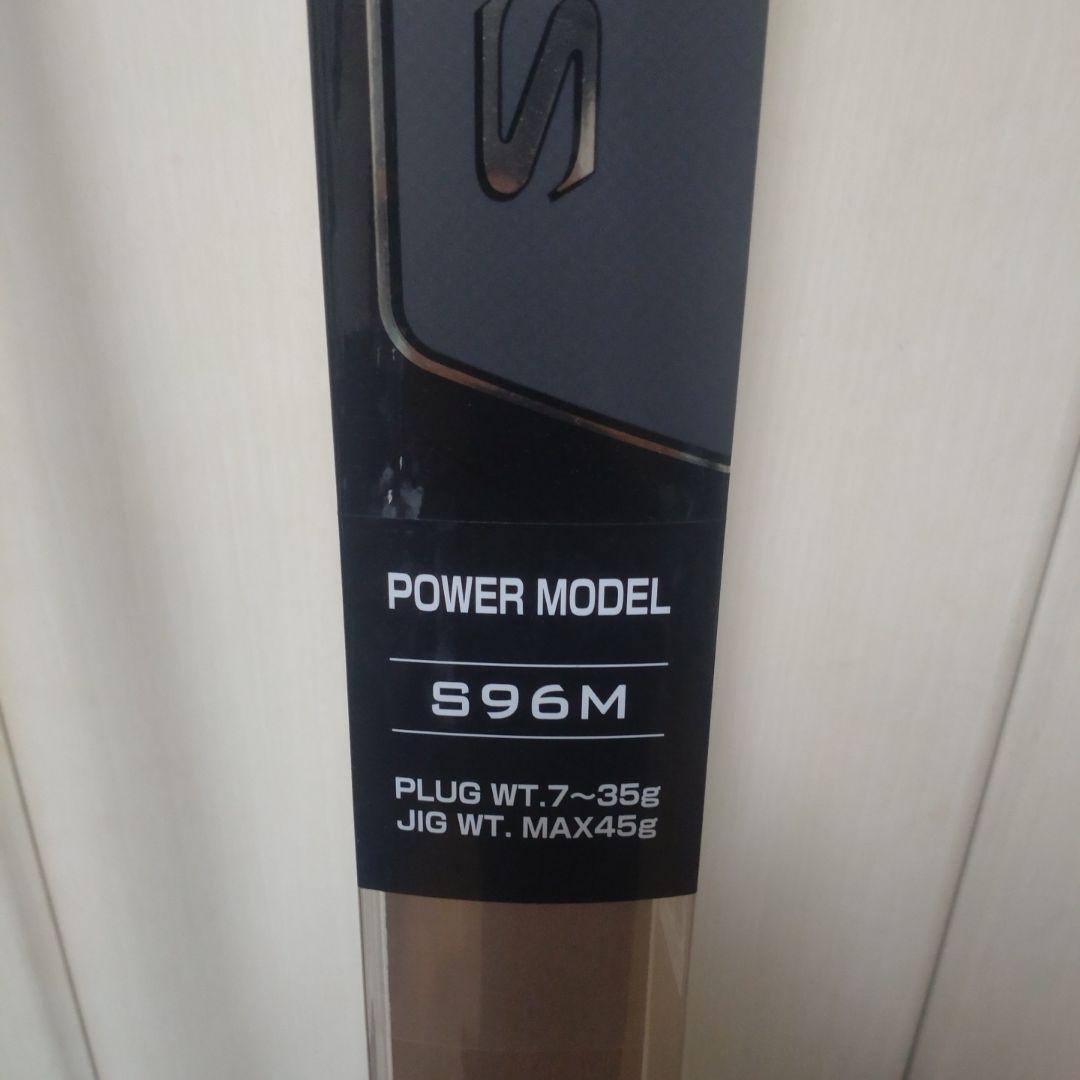 S
POWER MODEL
S96M
PLUG WT.7～35g
JIG WT. MAX45g